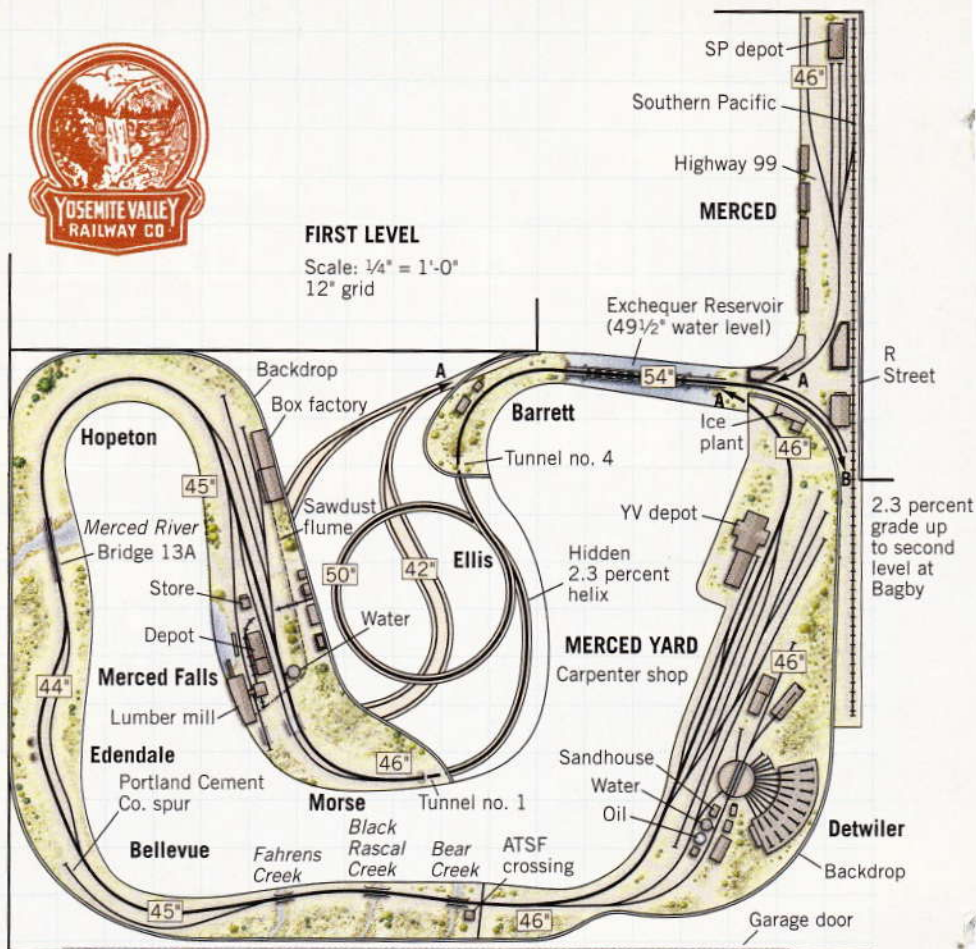 YOSEMITE VALLEY
RAILWAY CO
FIRST LEVEL
Scale: 1/4" = 1'-0"
12" grid
SP depot
46"
Southern Pacific
Highway 99
MERCED
Exchequer Reservoir
(49 1/2" water level)
R
Street
Backdrop
Box factory
54"
A
A
A
Barrett
Ice
plant
46"
B
Hopeton
Tunnel no. 4
45"
Sawdust
flume
YV depot
2.3 percent
grade up
to second
level at
Bagby
Merced River
Bridge 13A
50"
42"
Ellis
Hidden
2.3 percent
helix
Store
Water
Depot
MERCED YARD
Carpenter shop
46"
Merced Falls
44"
Lumber mill
Edendale
46"
Sandhouse
Portland Cement
Co. spur
Morse
Tunnel no. 1
Water
Oil
Detwiler
Bellevue
Fahrens
Creek
Black
Rascal
Creek
Bear
Creek
ATSF
crossing
Backdrop
45"
46"
Garage door